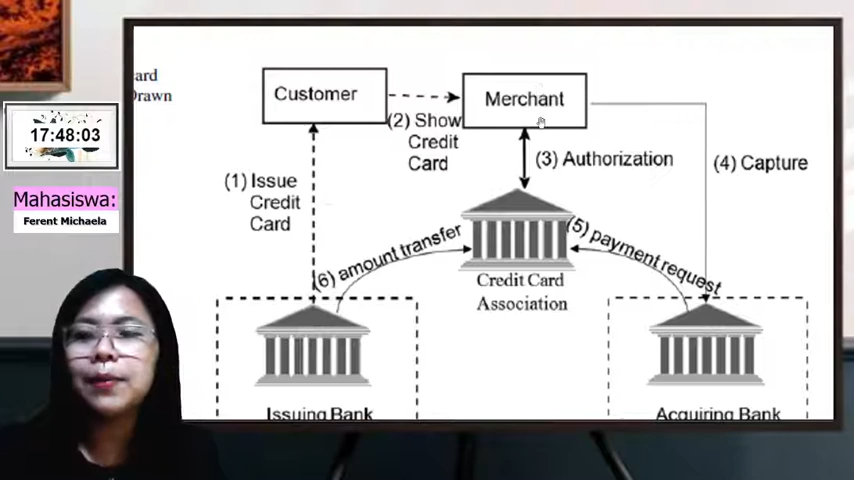 ard
Drawn
17:48:03
Mahasiswa:
Ferent Michaela
Customer
Merchant
(2) Show
Credit
Card
(3) Authorization
(4) Capture
(1) Issue
Credit
Card
(6) amount transfer
(5) payment request
Credit Card
Association
Issuing Bank
Acquiring Bank